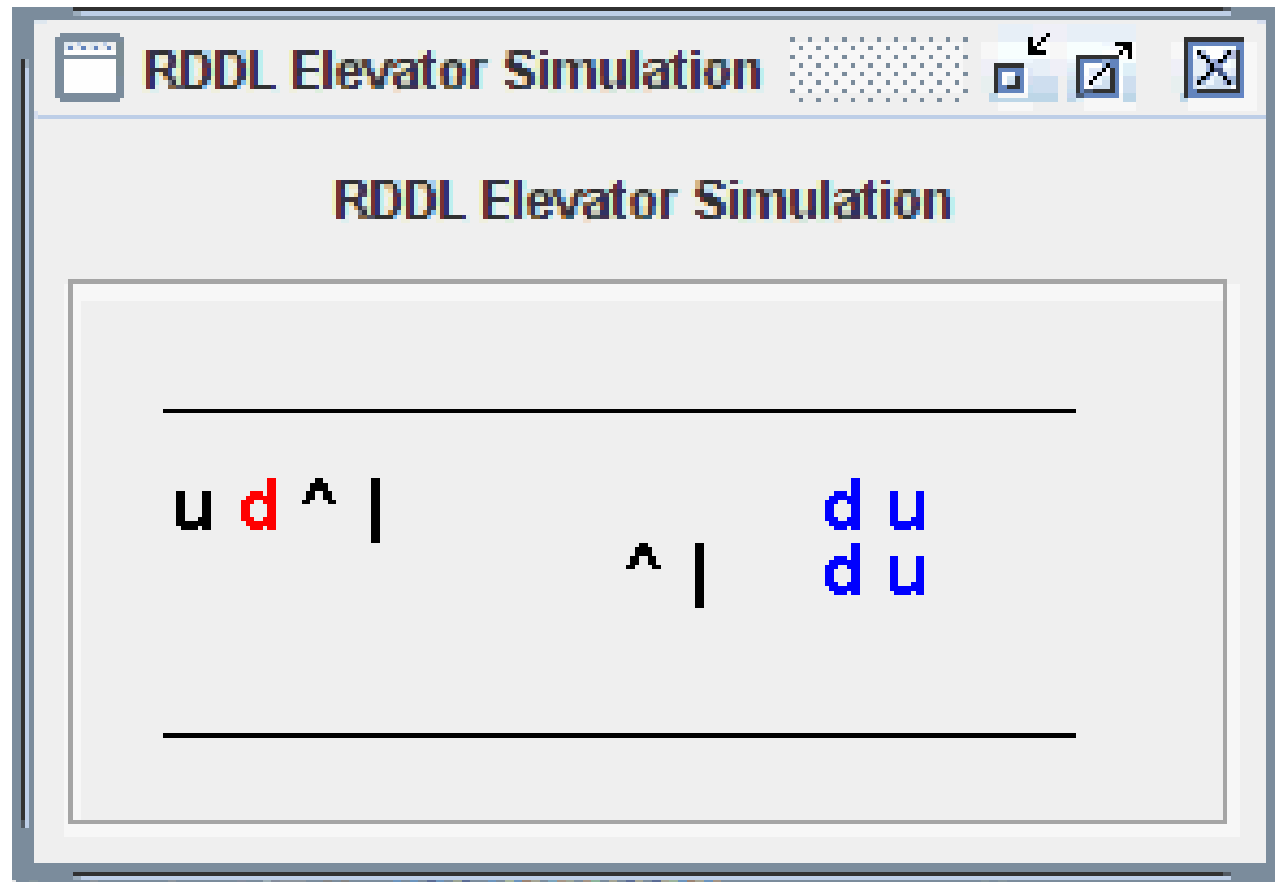 RDDL Elevator Simulation
RDDL Elevator Simulation
u d ^ | d u
^ | d u